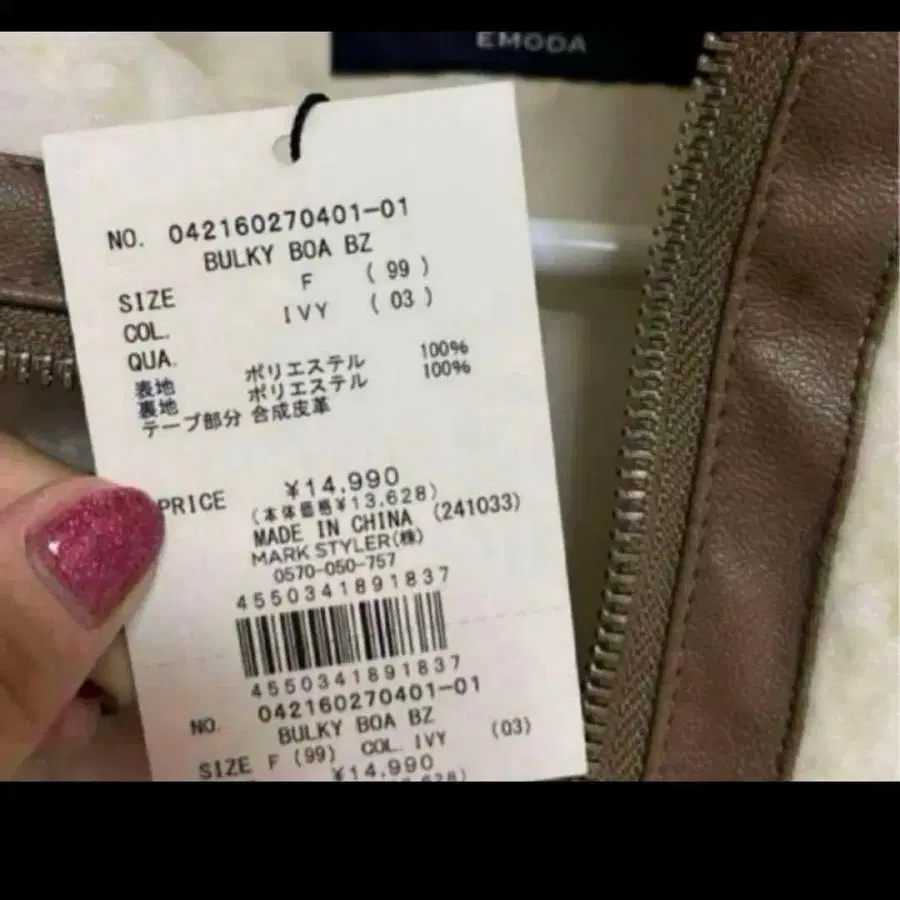 EMODA
NO. 042160270401-01
BULKY BOA BZ
SIZE F (99)
COL. IVY (03)
QUA.
表地 ポリエステル 100%
裏地 ポリエステル 100%
テープ部分 合成皮革
PRICE ¥14,990
(本体価格¥13,628)
MADE IN CHINA (241033)
MARK STYLER(株)
0570-050-757
4550341891837
4550341891837
NO. 042160270401-01
BULKY BOA BZ
SIZE F (99) COL. IVY (03)
¥14,990